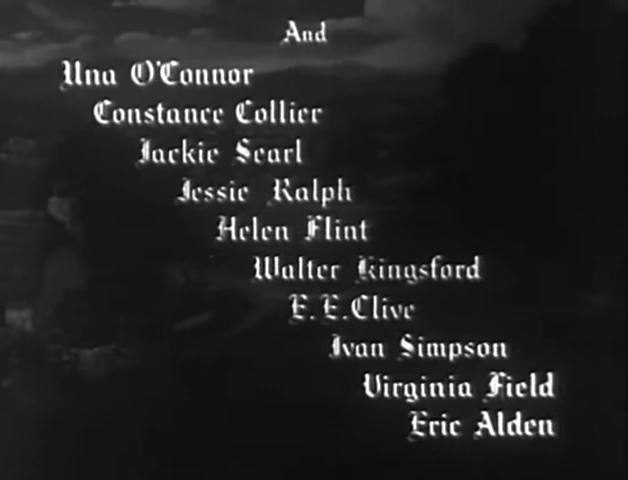 And
Una O'Connor
Constance Collier
Jackie Searl
Jessie Ralph
Helen Flint
Walter Kingsford
E. E. Clive
Ivan Simpson
Virginia Field
Eric Alden